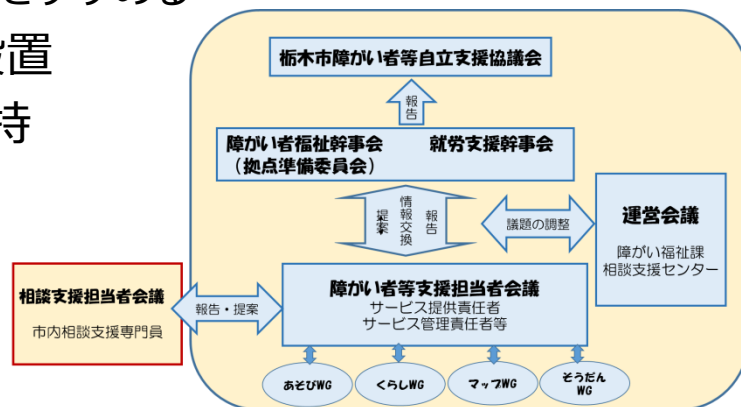 をすすめる
置
持
栃木市障がい者等自立支援協議会
報告
障がい者福祉幹事会 就労支援幹事会
（拠点準備委員会）
提案
情報交換
報告
議題の調整
運営会議
障がい福祉課
相談支援センター
相談支援担当者会議
市内相談支援専門員
報告・提案
障がい者等支援担当者会議
サービス提供責任者
サービス管理責任者等
あそびWG
くらしWG
マップWG
そうだん
WG